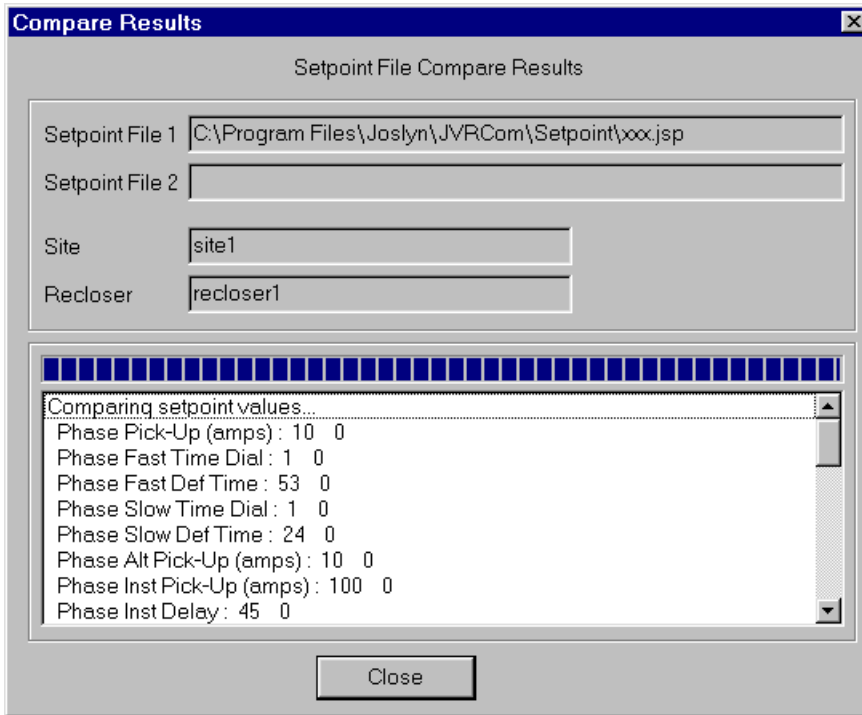 Compare Results
Setpoint File Compare Results
Setpoint File 1 C:\Program Files\Joslyn\JVRCom\Setpoint\xxx.jsp
Setpoint File 2
Site site1
Recloser recloser1
Comparing setpoint values...
Phase Pick-Up (amps) : 10 0
Phase Fast Time Dial : 1 0
Phase Fast Def Time : 53 0
Phase Slow Time Dial : 1 0
Phase Slow Def Time : 24 0
Phase Alt Pick-Up (amps) : 10 0
Phase Inst Pick-Up (amps) : 100 0
Phase Inst Delay : 45 0
Close